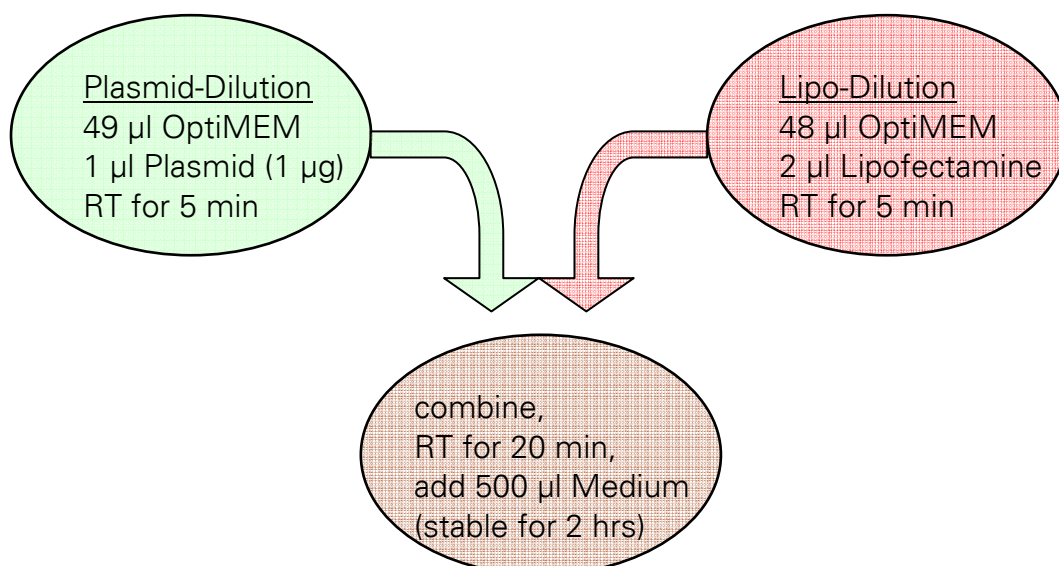 Plasmid-Dilution
49 µl OptiMEM
1 µl Plasmid (1 µg)
RT for 5 min
Lipo-Dilution
48 µl OptiMEM
2 µl Lipofectamine
RT for 5 min
combine,
RT for 20 min,
add 500 µl Medium
(stable for 2 hrs)